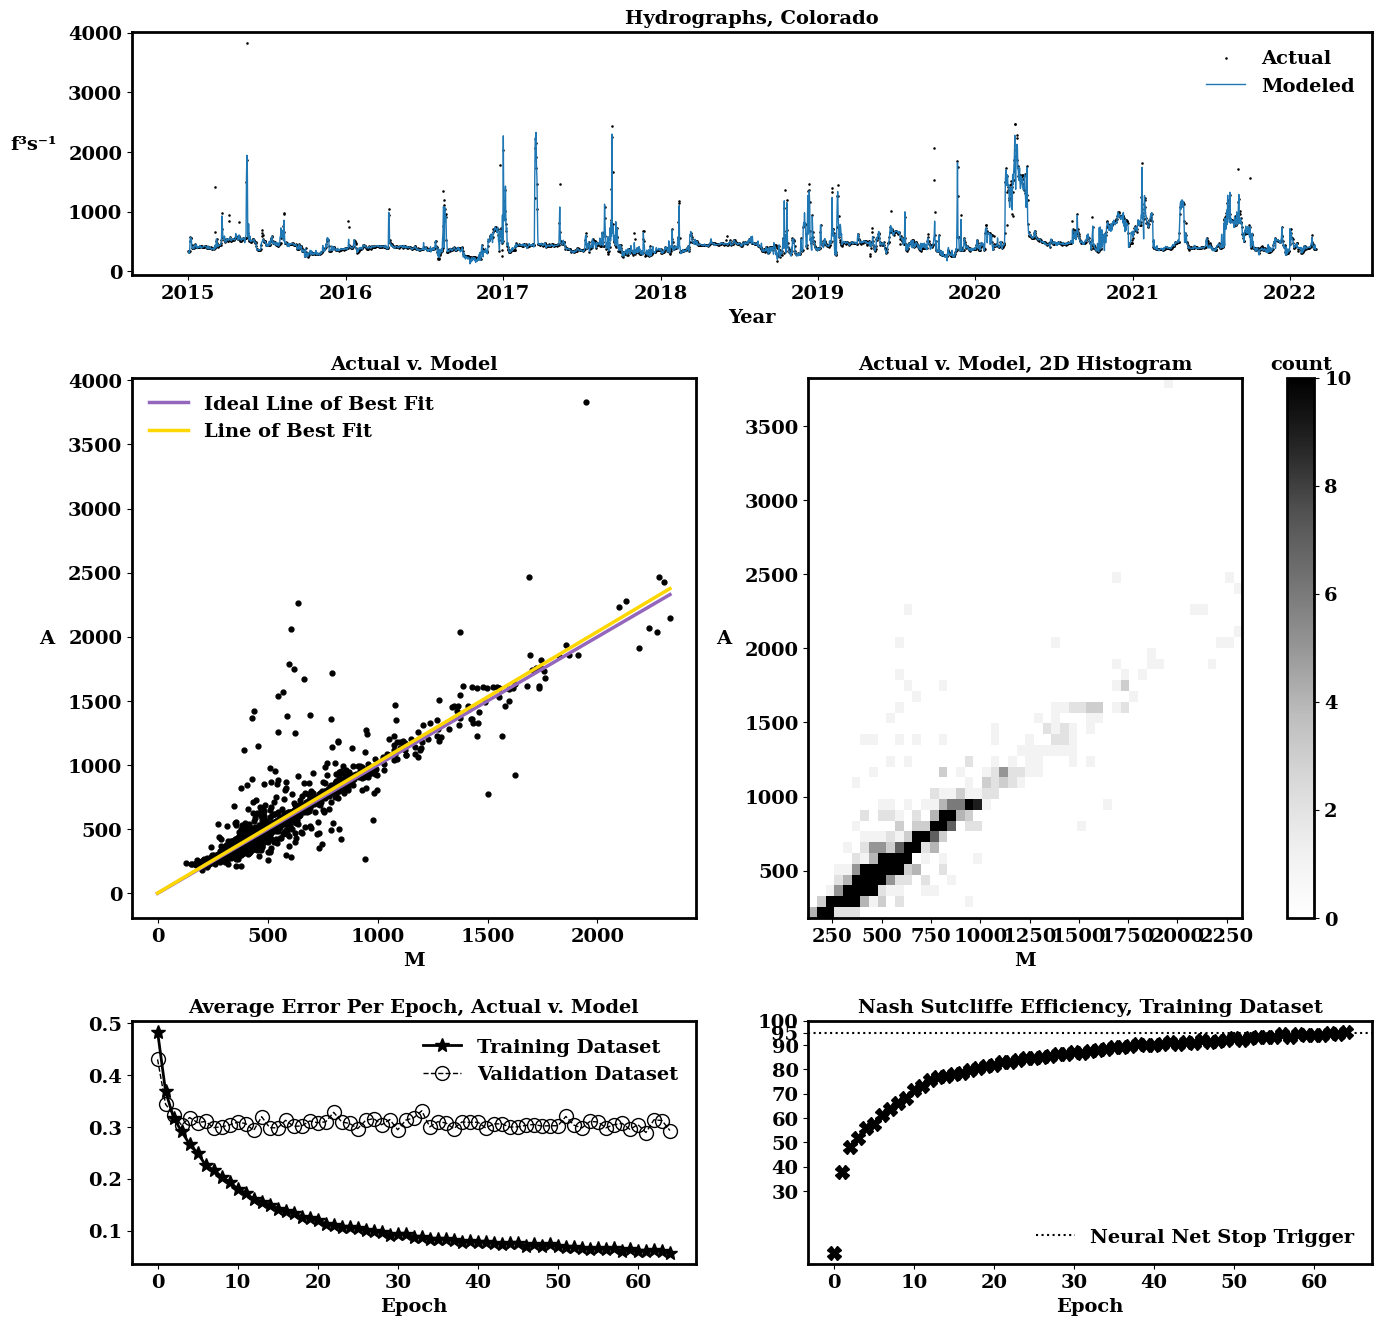 Hydrographs, Colorado
4000
3000
f³s⁻¹
2000
1000
0
Actual
Modeled
2015 2016 2017 2018 2019 2020 2021 2022
Year
Actual v. Model
4000
3500
3000
2500
A
2000
1500
1000
500
0
Ideal Line of Best Fit
Line of Best Fit
0 500 1000 1500 2000
M
Actual v. Model, 2D Histogram
3500
3000
2500
A
2000
1500
1000
500
250 500 750 1000 1250 1500 1750 2000 2250
M
count
10
8
6
4
2
0
Average Error Per Epoch, Actual v. Model
0.5
0.4
0.3
0.2
0.1
Training Dataset
Validation Dataset
0 10 20 30 40 50 60
Epoch
Nash Sutcliffe Efficiency, Training Dataset
100
95
90
80
70
60
50
40
30
Neural Net Stop Trigger
0 10 20 30 40 50 60
Epoch